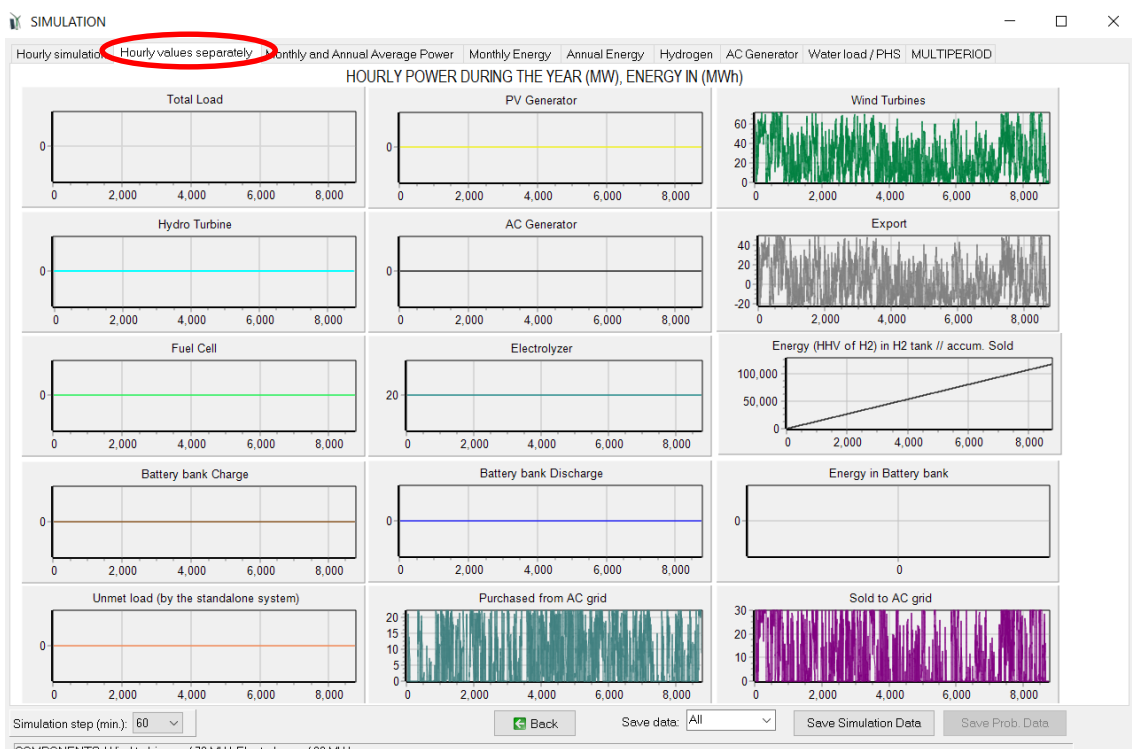 SIMULATION
Hourly simulation Hourly values separately Monthly and Annual Average Power Monthly Energy Annual Energy Hydrogen AC Generator Water load / PHS MULTIPERIOD
HOURLY POWER DURING THE YEAR (MW), ENERGY IN (MWh)
Total Load PV Generator Wind Turbines
0
0
60
40
20
0
0 2,000 4,000 6,000 8,000 0 2,000 4,000 6,000 8,000 0 2,000 4,000 6,000 8,000
Hydro Turbine AC Generator Export
0
0
40
20
0
-20
0 2,000 4,000 6,000 8,000 0 2,000 4,000 6,000 8,000 0 2,000 4,000 6,000 8,000
Fuel Cell Electrolyzer Energy (HHV of H2) in H2 tank // accum. Sold
0
20
100,000
50,000
0
0 2,000 4,000 6,000 8,000 0 2,000 4,000 6,000 8,000 0 2,000 4,000 6,000 8,000
Battery bank Charge Battery bank Discharge Energy in Battery bank
0
0
0
0 2,000 4,000 6,000 8,000 0 2,000 4,000 6,000 8,000 0
Unmet load (by the standalone system) Purchased from AC grid Sold to AC grid
0
20
15
10
5
0
30
20
10
0
0 2,000 4,000 6,000 8,000 0 2,000 4,000 6,000 8,000 0 2,000 4,000 6,000 8,000
Simulation step (min.): 60 Back Save data: All Save Simulation Data Save Prob. Data